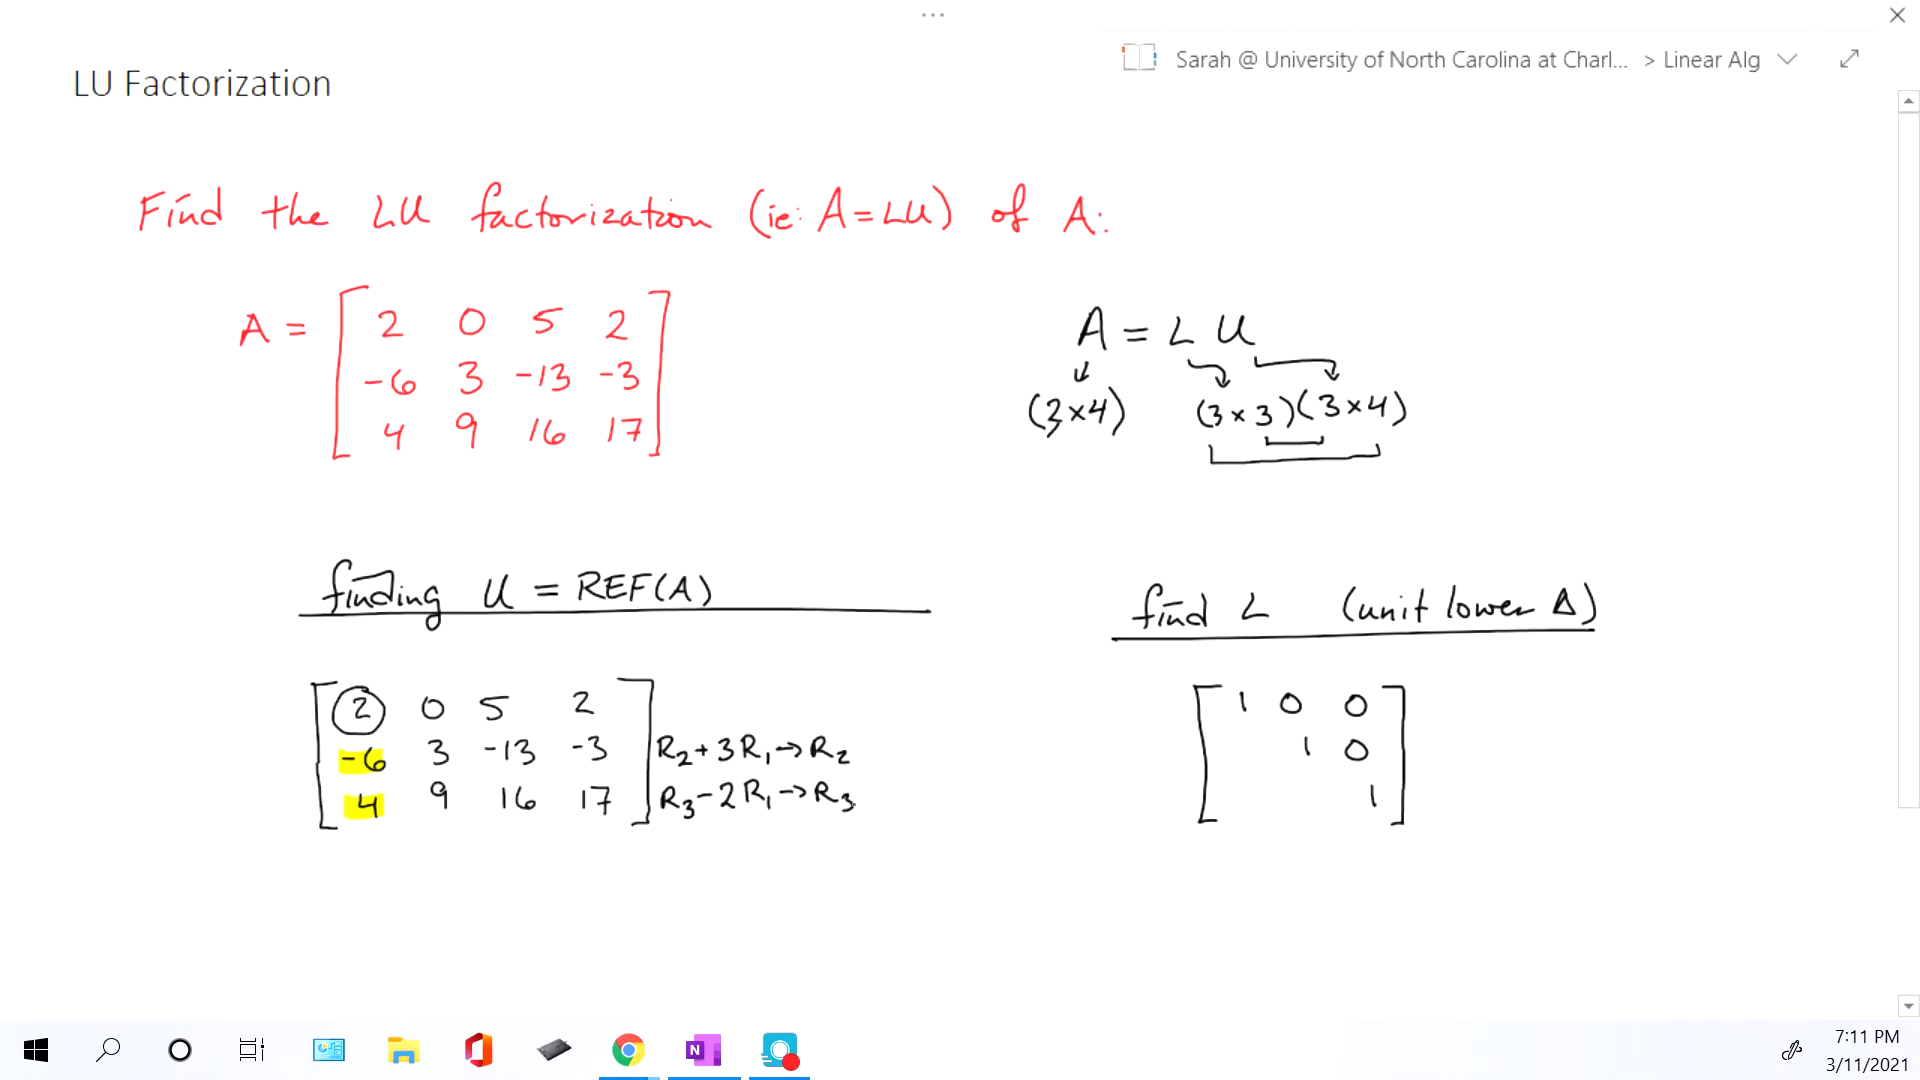 Sarah @ University of North Carolina at Charl... > Linear Alg
LU Factorization
Find the LU factorization (ie: A=LU) of A:
A = [ 2 0 5 2
-6 3 -13 -3
4 9 16 17 ]
A = L U
(3×4) (3×3)(3×4)
finding U = REF(A)
[ 2 0 5 2 ]
-6 3 -13 -3 R₂+3R₁→R₂
4 9 16 17 R₃-2R₁→R₃
find L (unit lower Δ)
[ 1 0 0
1 0
1 ]
7:11 PM
3/11/2021